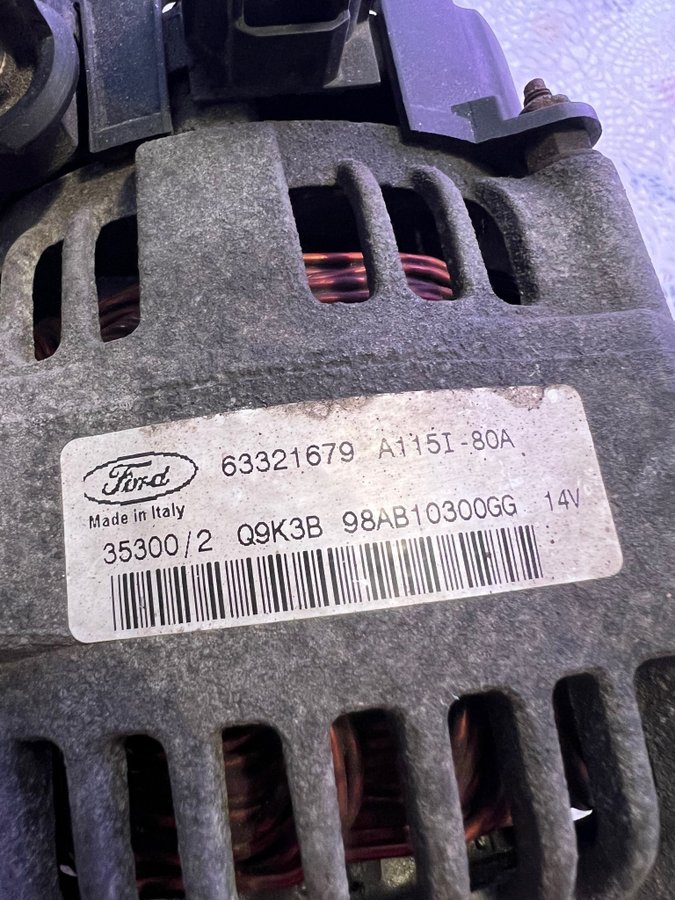 Ford 63321679 A115I-80A
Made in Italy
35300/2 Q9K3B 98AB10300GG 14V